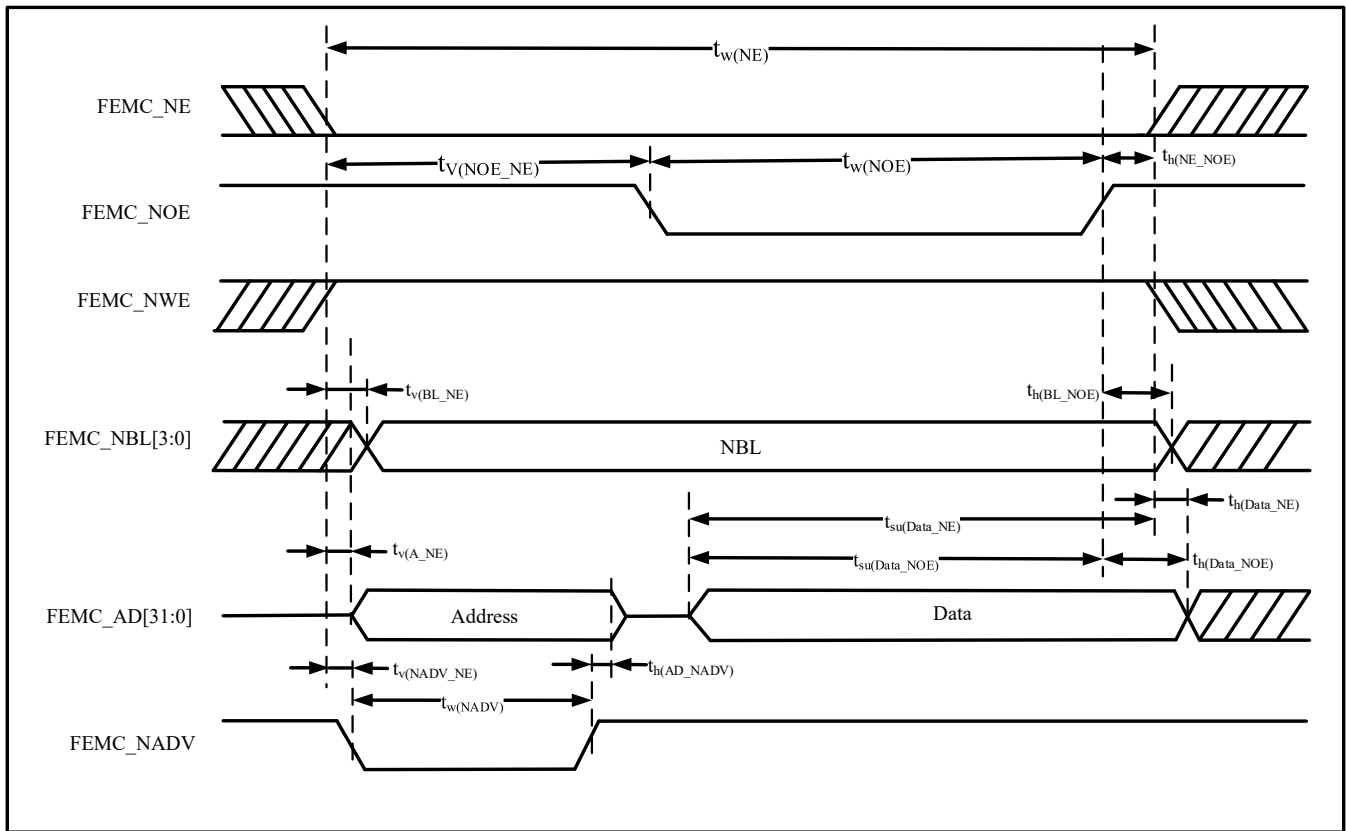 tw(NE)
FEMC_NE
tV(NOE_NE)
tw(NOE)
th(NE_NOE)
FEMC_NOE
FEMC_NWE
tv(BL_NE)
th(BL_NOE)
FEMC_NBL[3:0]
NBL
th(Data_NE)
tsu(Data_NE)
tv(A_NE)
tsu(Data_NOE)
th(Data_NOE)
FEMC_AD[31:0]
Address
Data
tv(NADV_NE)
th(AD_NADV)
tw(NADV)
FEMC_NADV